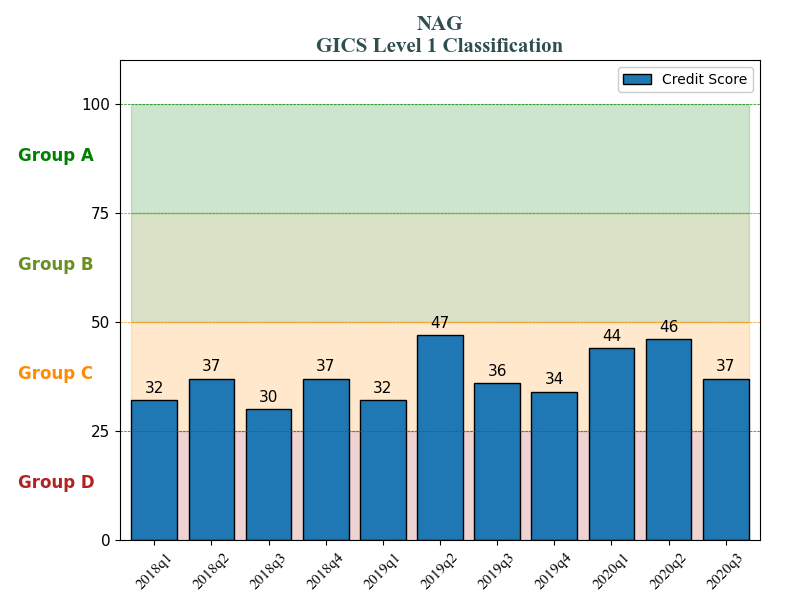 NAG
GICS Level 1 Classification
Credit Score
100
Group A
75
Group B
50
47
46
44
37
37
37
36
34
32
32
30
Group C
25
Group D
0
2018q1
2018q2
2018q3
2018q4
2019q1
2019q2
2019q3
2019q4
2020q1
2020q2
2020q3